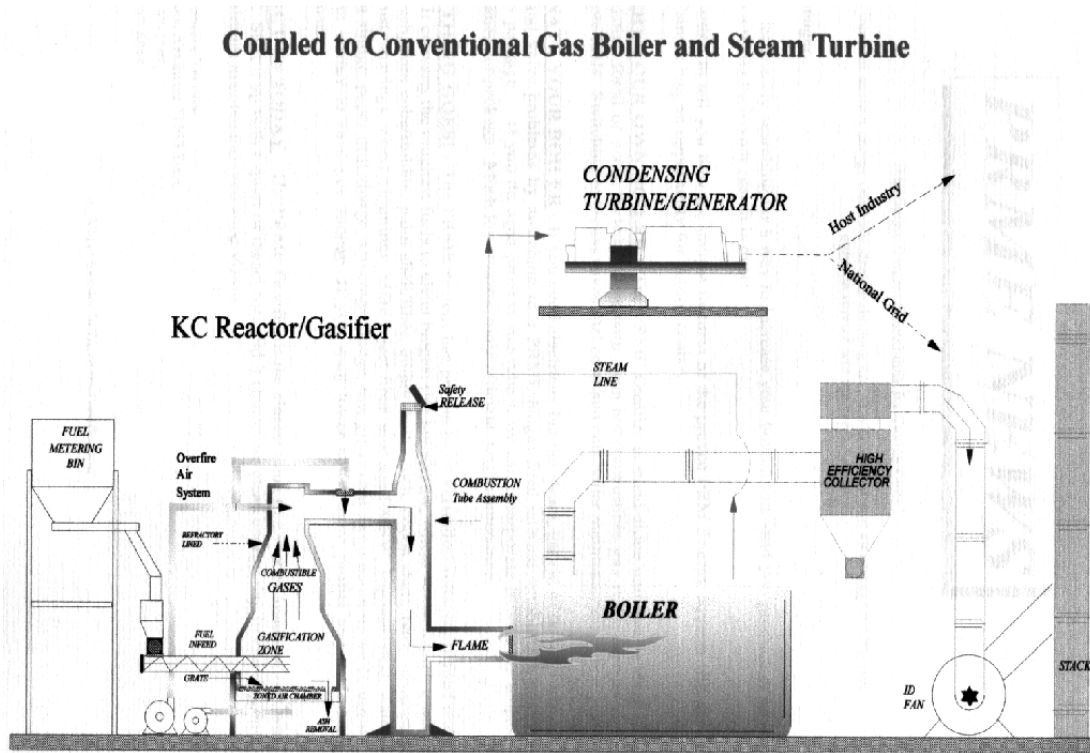 Coupled to Conventional Gas Boiler and Steam Turbine
CONDENSING
TURBINE/GENERATOR
Host Industry
National Grid
KC Reactor/Gasifier
STEAM
LINE
Safety
RELEASE
FUEL
METERING
BIN
Overfire
Air
System
HIGH
EFFICIENCY
COLLECTOR
COMBUSTION
Tube Assembly
REFRACTORY
LINED
COMBUSTIBLE
GASES
BOILER
FUEL
INFEED
GASIFICATION
ZONE
FLAME
GRATE
ZONED AIR CHAMBER
ASH
REMOVAL
ID
FAN
STACK